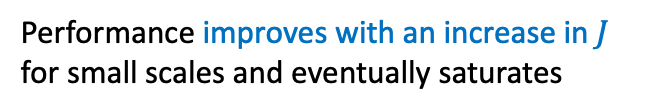 Performance improves with an increase in J
for small scales and eventually saturates